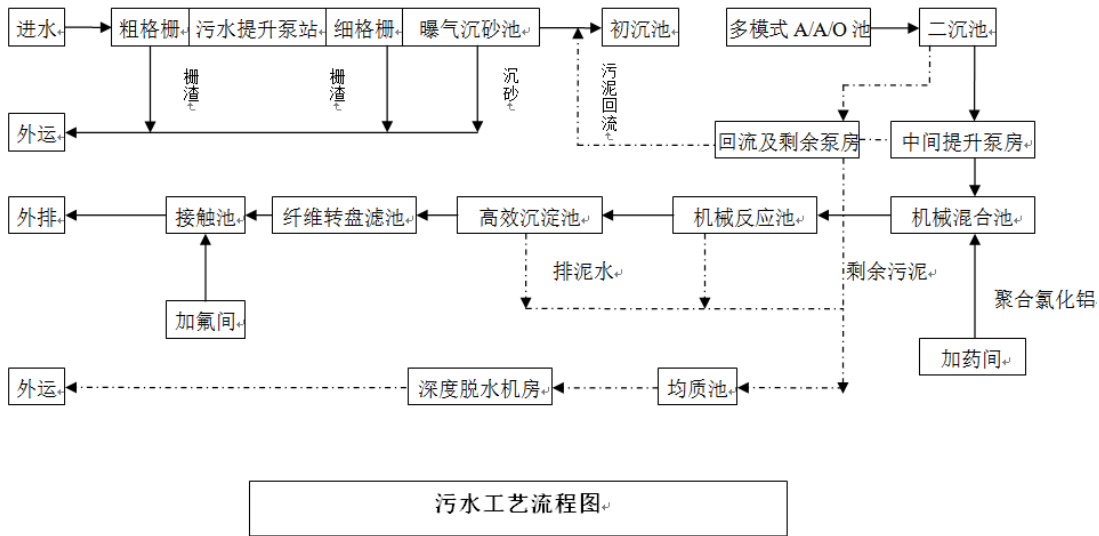 进水
粗格栅
污水提升泵站
细格栅
曝气沉砂池
初沉池
多模式 A/A/O 池
二沉池
栅渣
栅渣
沉砂
污泥回流
外运
回流及剩余泵房
中间提升泵房
外排
接触池
纤维转盘滤池
高效沉淀池
机械反应池
机械混合池
排泥水
剩余污泥
聚合氯化铝
加氟间
加药间
外运
深度脱水机房
均质池
污水工艺流程图